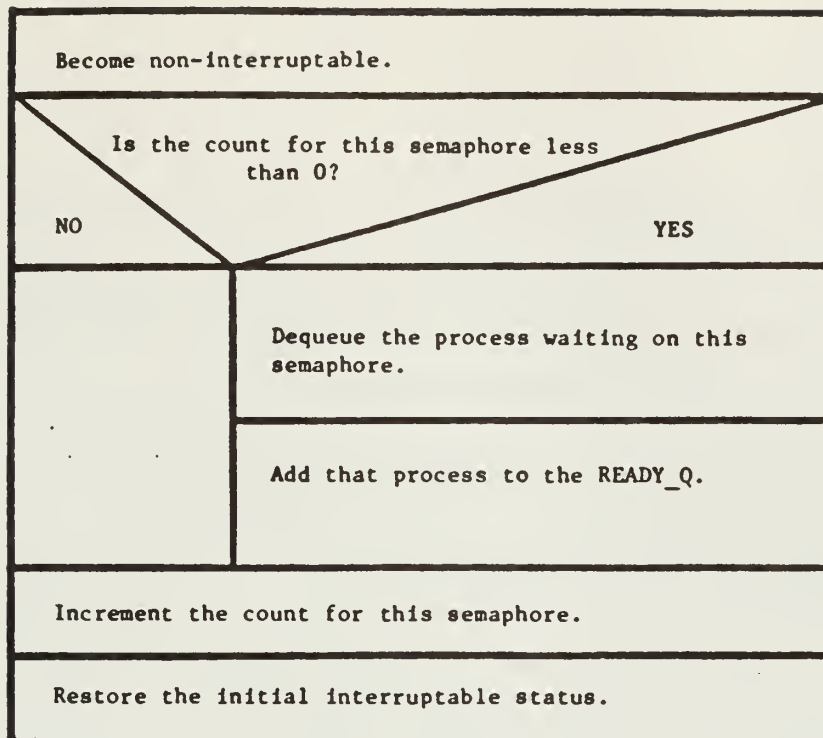 Become non-interruptable.
Is the count for this semaphore less
than 0?
NO
YES
Dequeue the process waiting on this
semaphore.
Add that process to the READY_Q.
Increment the count for this semaphore.
Restore the initial interruptable status.